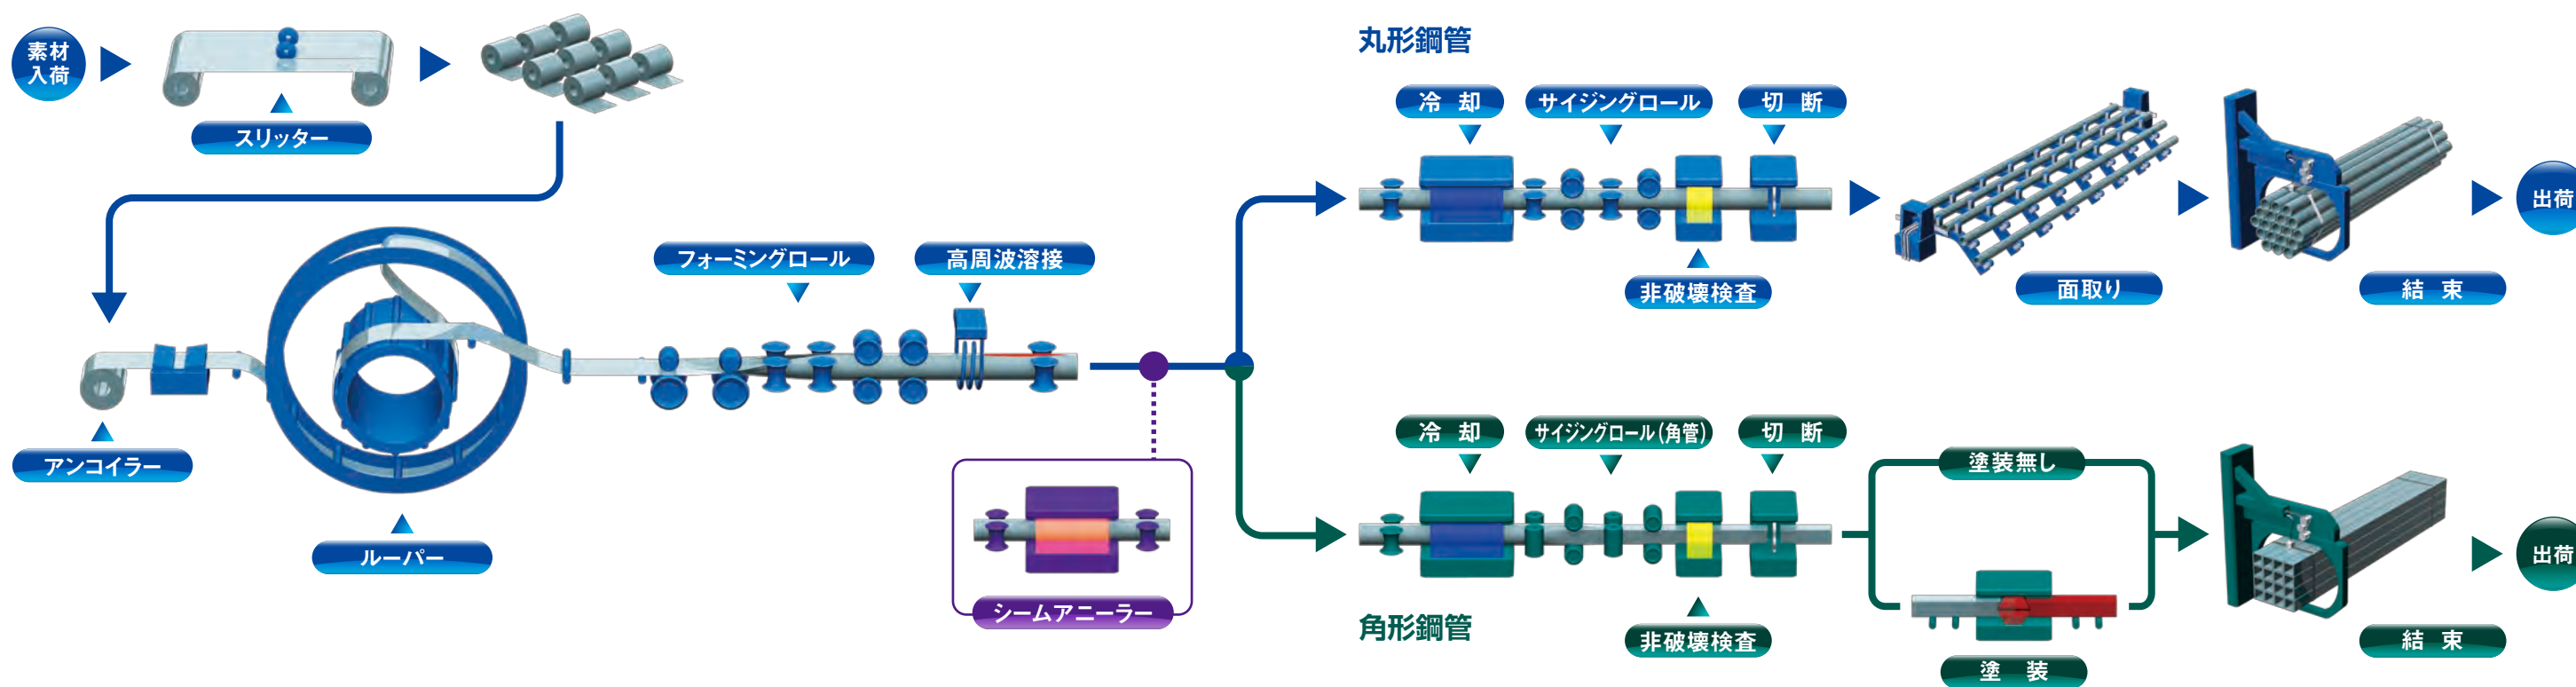 素材
入荷
スリッター
アンコイラー
ルーパー
フォーミングロール
高周波溶接
シームアニーラー
丸形鋼管
冷 却
サイジングロール
切 断
非破壊検査
面取り
結 束
出荷
冷 却
サイジングロール(角管)
切 断
角形鋼管
非破壊検査
塗装無し
塗 装
結 束
出荷